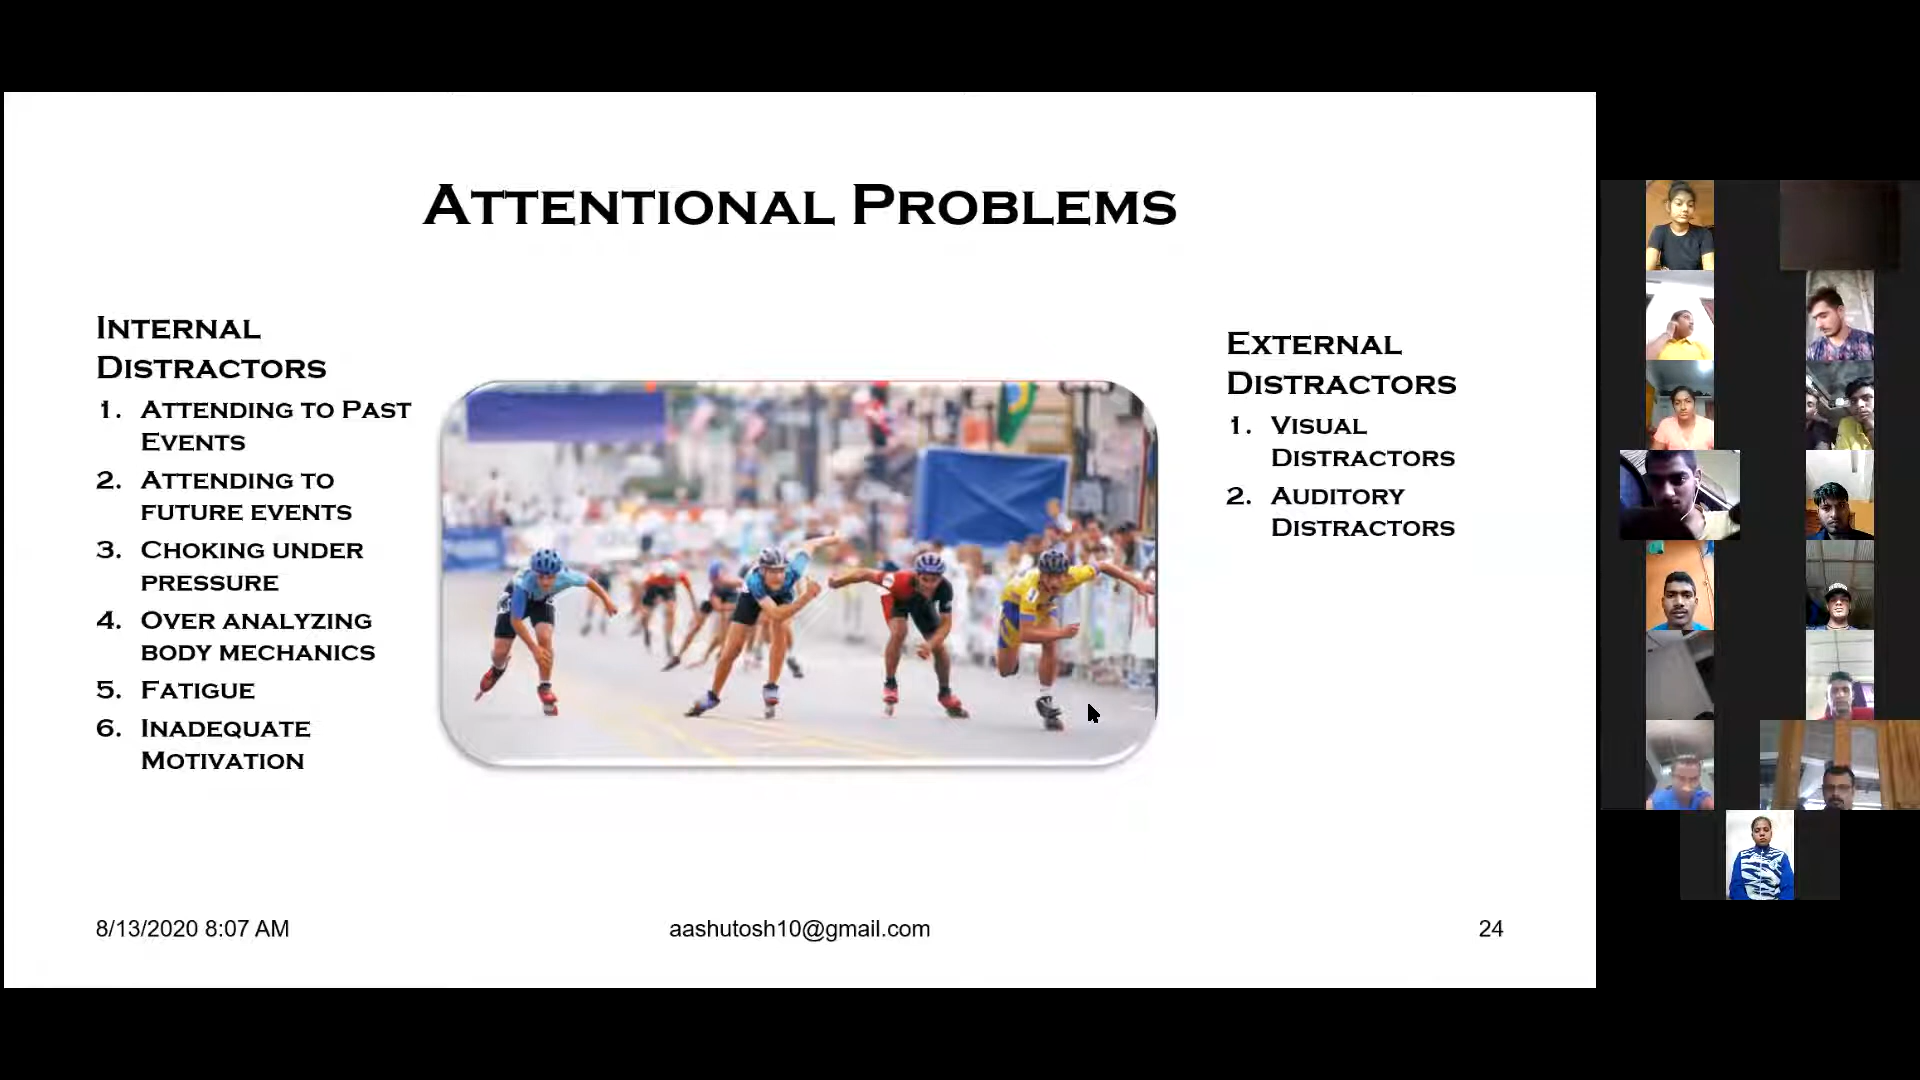 ATTENTIONAL PROBLEMS
INTERNAL
DISTRACTORS
1. ATTENDING TO PAST
EVENTS
2. ATTENDING TO
FUTURE EVENTS
3. CHOKING UNDER
PRESSURE
4. OVER ANALYZING
BODY MECHANICS
5. FATIGUE
6. INADEQUATE
MOTIVATION
EXTERNAL
DISTRACTORS
1. VISUAL
DISTRACTORS
2. AUDITORY
DISTRACTORS
8/13/2020 8:07 AM
aashutosh10@gmail.com
24